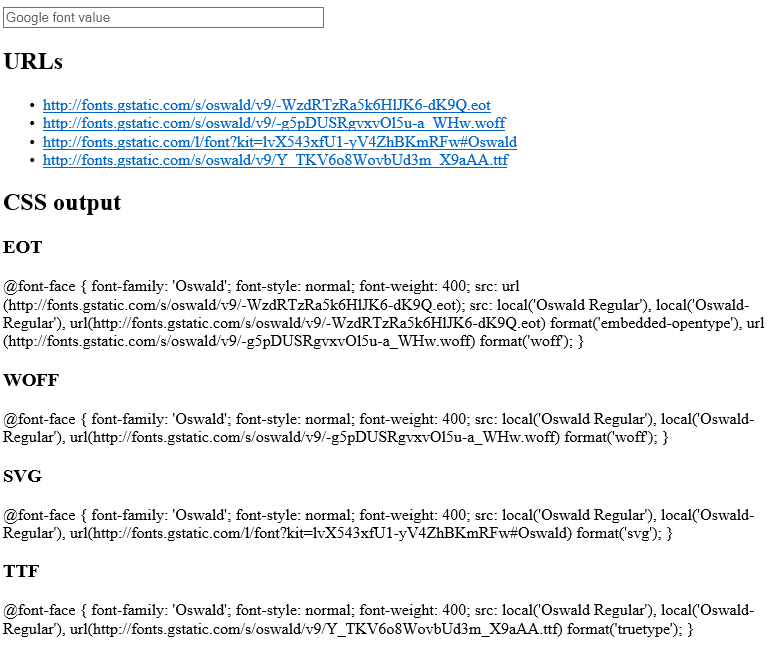 Google font value
URLs
• http://fonts.gstatic.com/s/oswald/v9/-WzdRTzRa5k6HlJK6-dK9Q.eot
• http://fonts.gstatic.com/s/oswald/v9/-g5pDUSRgvxvOl5u-a_WHw.woff
• http://fonts.gstatic.com/l/font?kit=lvX543xfU1-yV4ZhBKmRFw#Oswald
• http://fonts.gstatic.com/s/oswald/v9/Y_TKV6o8WovbUd3m_X9aAA.ttf
CSS output
EOT
@font-face { font-family: 'Oswald'; font-style: normal; font-weight: 400; src: url
(http://fonts.gstatic.com/s/oswald/v9/-WzdRTzRa5k6HlJK6-dK9Q.eot); src: local('Oswald Regular'), local('Oswald-
Regular'), url(http://fonts.gstatic.com/s/oswald/v9/-WzdRTzRa5k6HlJK6-dK9Q.eot) format('embedded-opentype'), url
(http://fonts.gstatic.com/s/oswald/v9/-g5pDUSRgvxvOl5u-a_WHw.woff) format('woff'); }
WOFF
@font-face { font-family: 'Oswald'; font-style: normal; font-weight: 400; src: local('Oswald Regular'), local('Oswald-
Regular'), url(http://fonts.gstatic.com/s/oswald/v9/-g5pDUSRgvxvOl5u-a_WHw.woff) format('woff'); }
SVG
@font-face { font-family: 'Oswald'; font-style: normal; font-weight: 400; src: local('Oswald Regular'), local('Oswald-
Regular'), url(http://fonts.gstatic.com/l/font?kit=lvX543xfU1-yV4ZhBKmRFw#Oswald) format('svg'); }
TTF
@font-face { font-family: 'Oswald'; font-style: normal; font-weight: 400; src: local('Oswald Regular'), local('Oswald-
Regular'), url(http://fonts.gstatic.com/s/oswald/v9/Y_TKV6o8WovbUd3m_X9aAA.ttf) format('truetype'); }